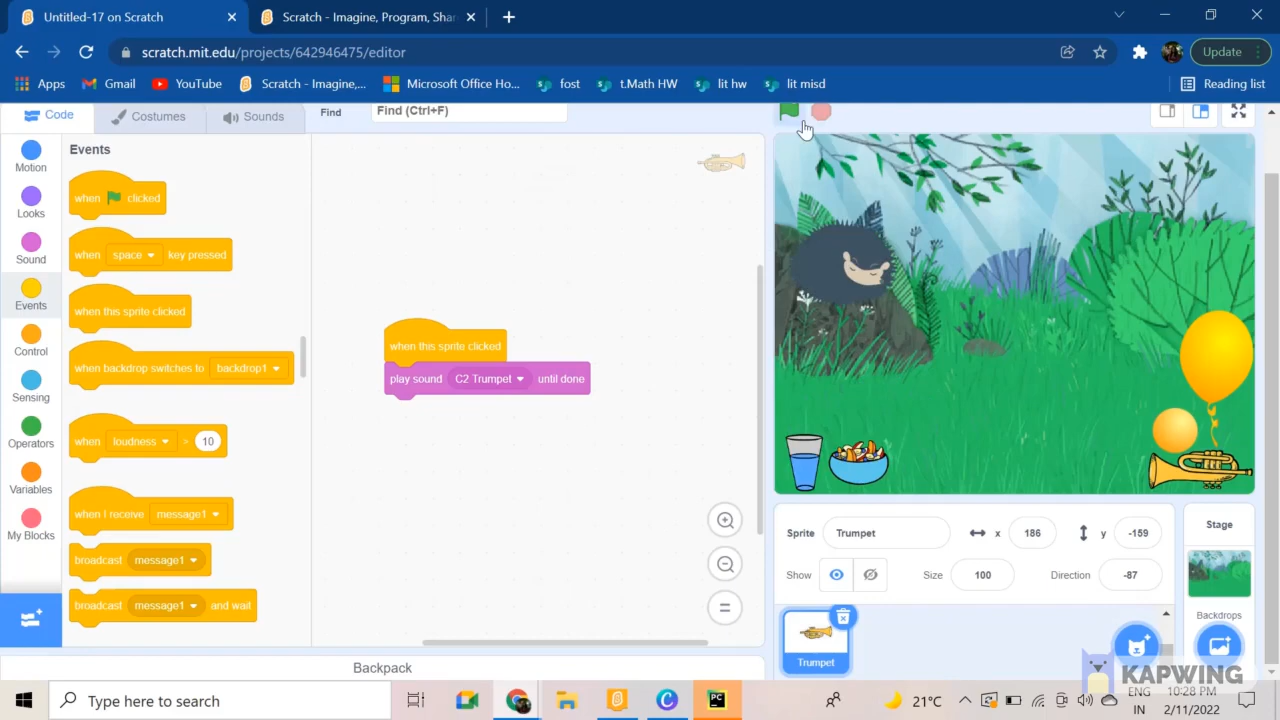 Untitled-17 on Scratch
Scratch - Imagine, Program, Shar
scratch.mit.edu/projects/642946475/editor
Update
Apps
Gmail
YouTube
Scratch - Imagine,...
Microsoft Office Ho...
fost
t.Math HW
lit hw
lit misd
Reading list
Code
Costumes
Sounds
Find
Find (Ctrl+F)
Motion
Looks
Sound
Events
Control
Sensing
Operators
Variables
My Blocks
Events
when clicked
when space key pressed
when this sprite clicked
when backdrop switches to backdrop1
when loudness > 10
when I receive message1
broadcast message1
broadcast message1 and wait
when this sprite clicked
play sound C2 Trumpet until done
Backpack
Sprite Trumpet x 186 y -159
Show Size 100 Direction -87
Trumpet
Stage
Backdrops
KAPWING
Type here to search
PC
21°C
ENG
IN
10:28 PM
2/11/2022